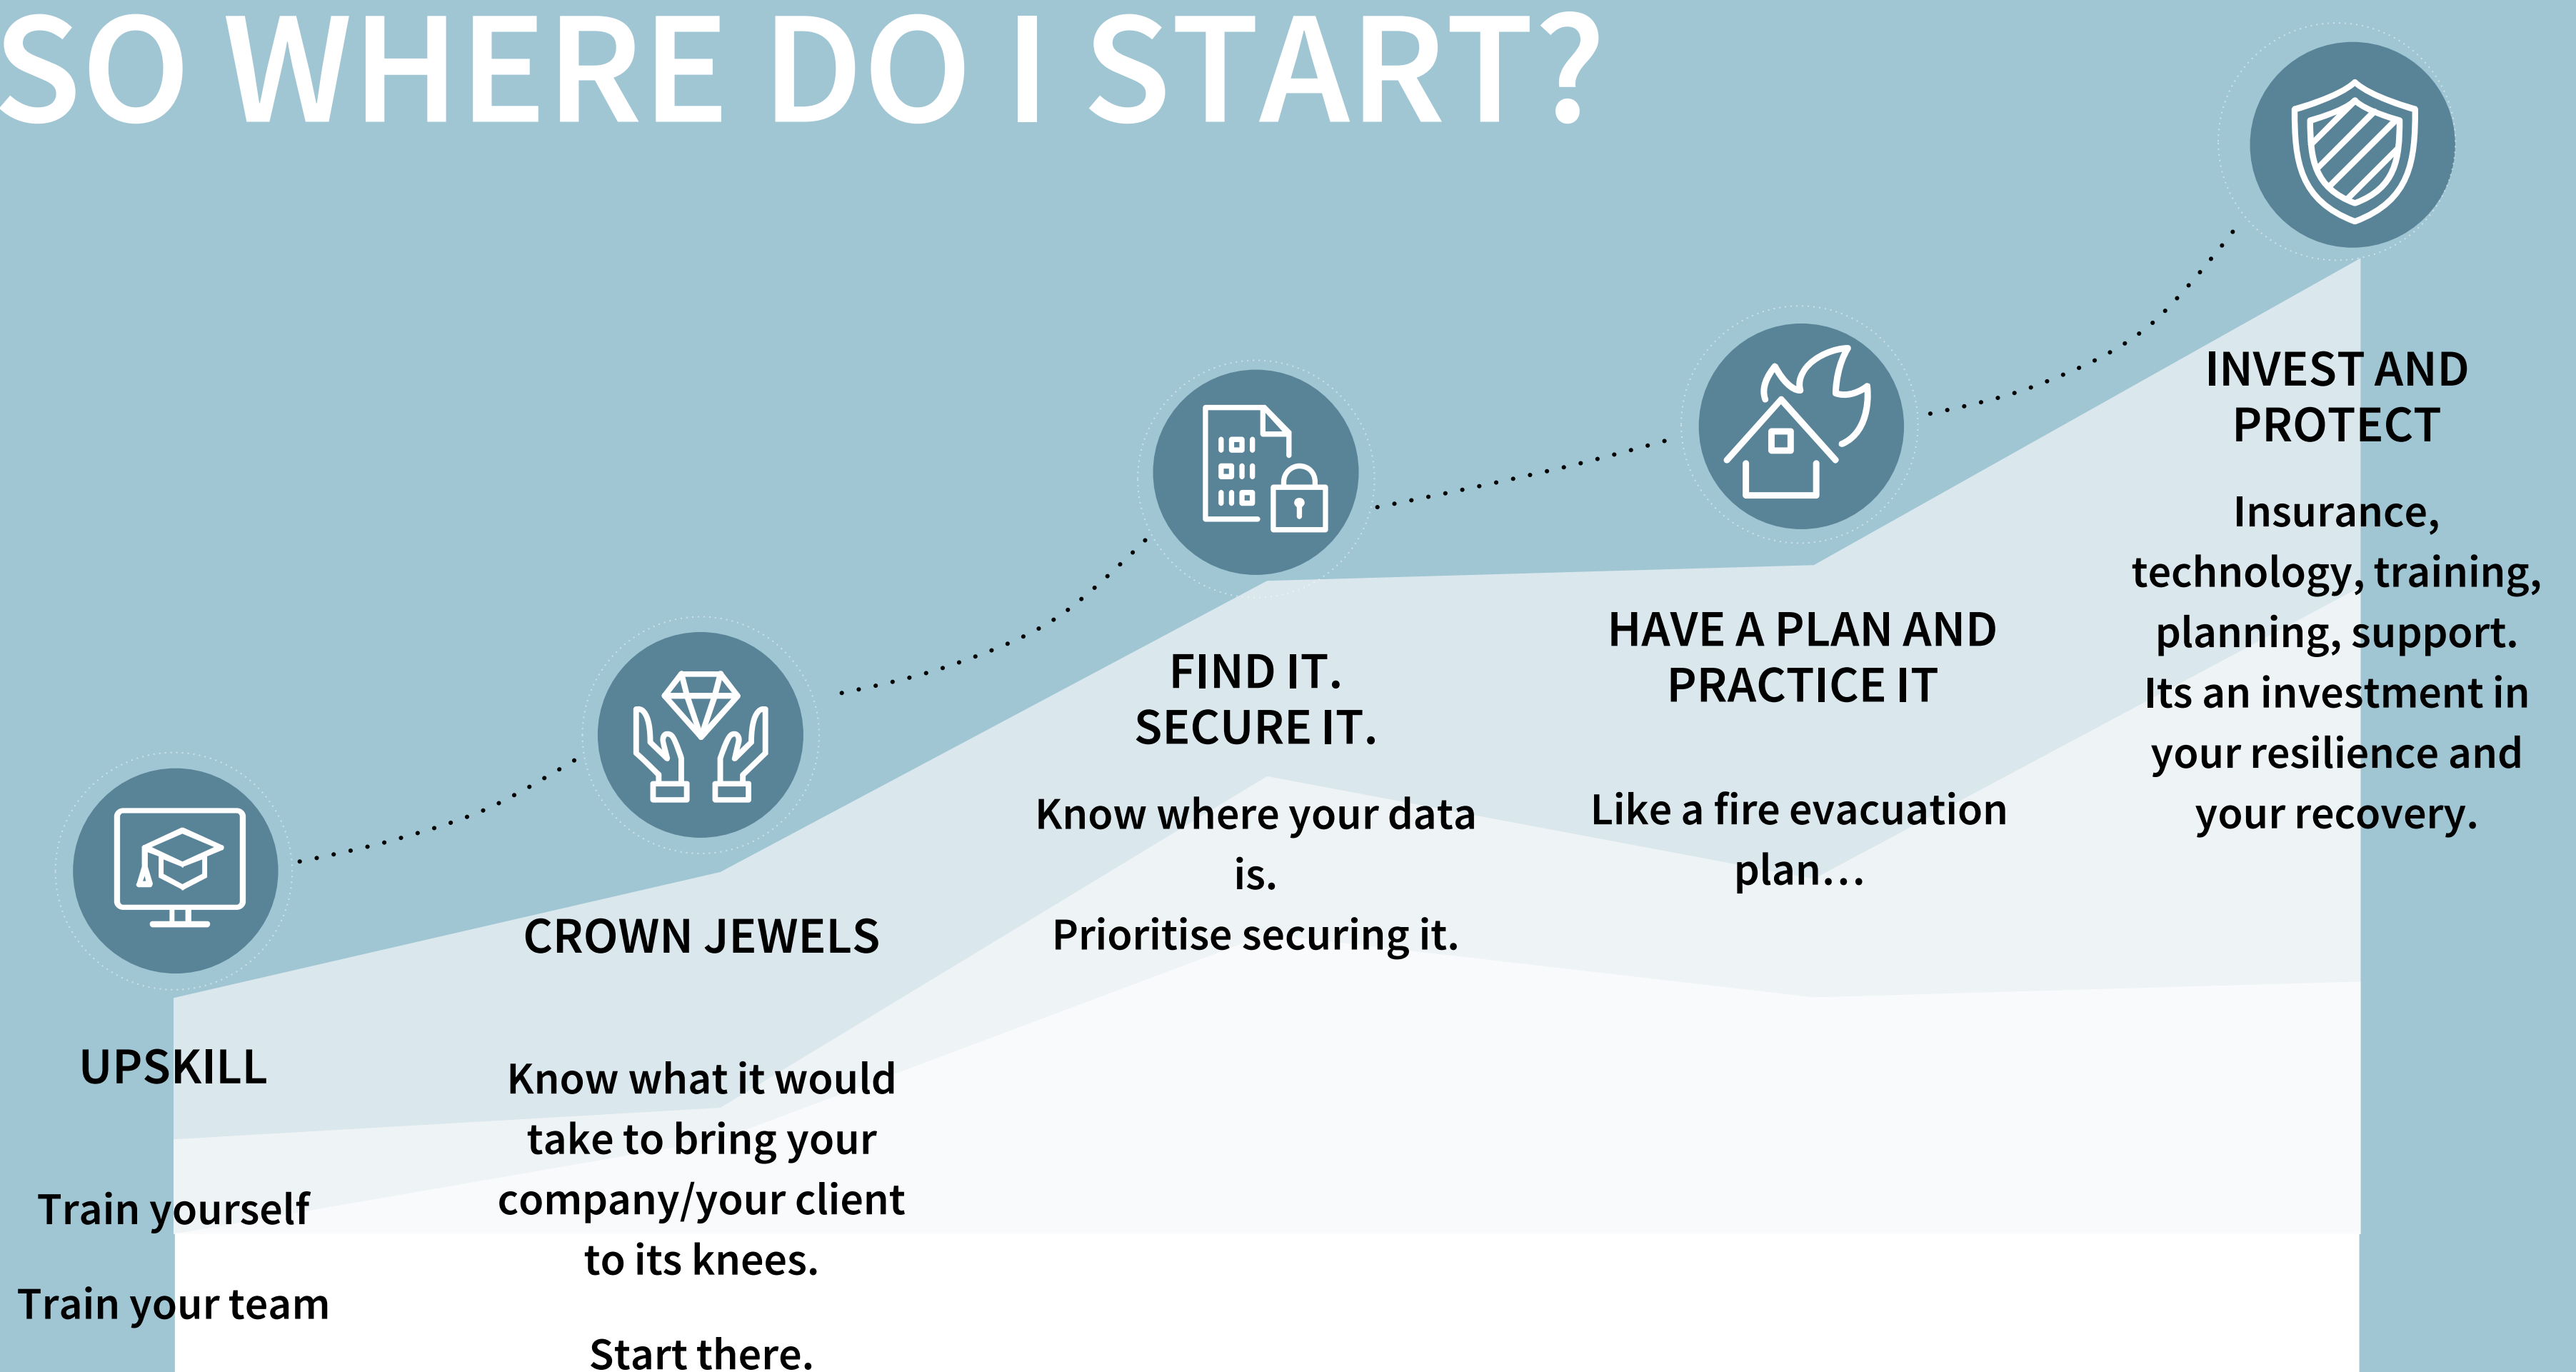 SO WHERE DO I START?
UPSKILL
Train yourself
Train your team
CROWN JEWELS
Know what it would
take to bring your
company/your client
to its knees.
Start there.
FIND IT.
SECURE IT.
Know where your data
is.
Prioritise securing it.
HAVE A PLAN AND
PRACTICE IT
Like a fire evacuation
plan…
INVEST AND
PROTECT
Insurance,
technology, training,
planning, support.
Its an investment in
your resilience and
your recovery.